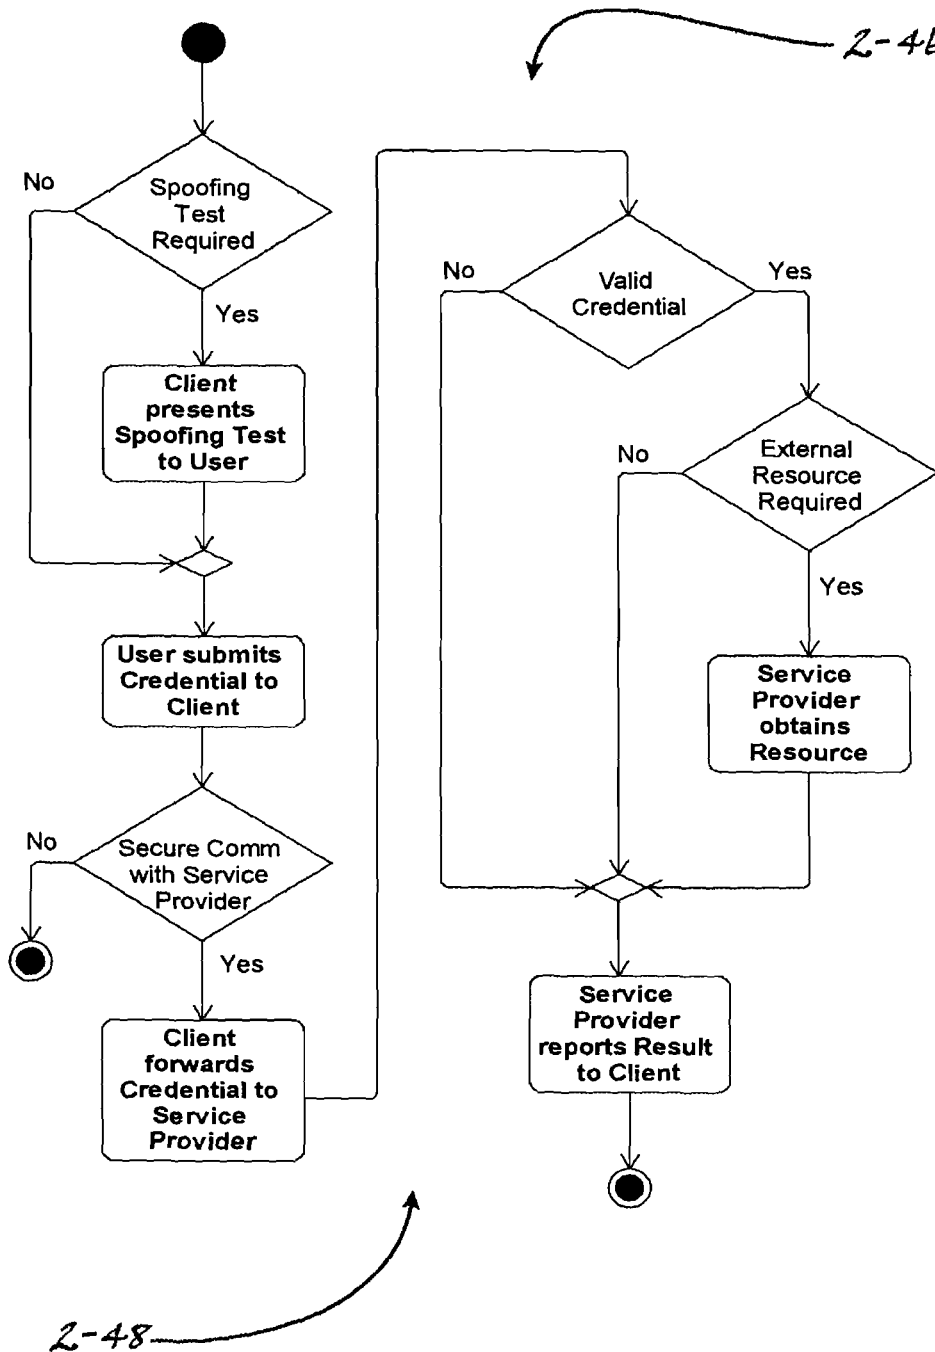 No
Spoofing
Test
Required
Yes
Client
presents
Spoofing Test
to User
User submits
Credential to
Client
No
Secure Comm
with Service
Provider
Yes
Client
forwards
Credential to
Service
Provider
2-48
No
Valid
Credential
Yes
No
External
Resource
Required
Yes
Service
Provider
obtains
Resource
Service
Provider
reports Result
to Client